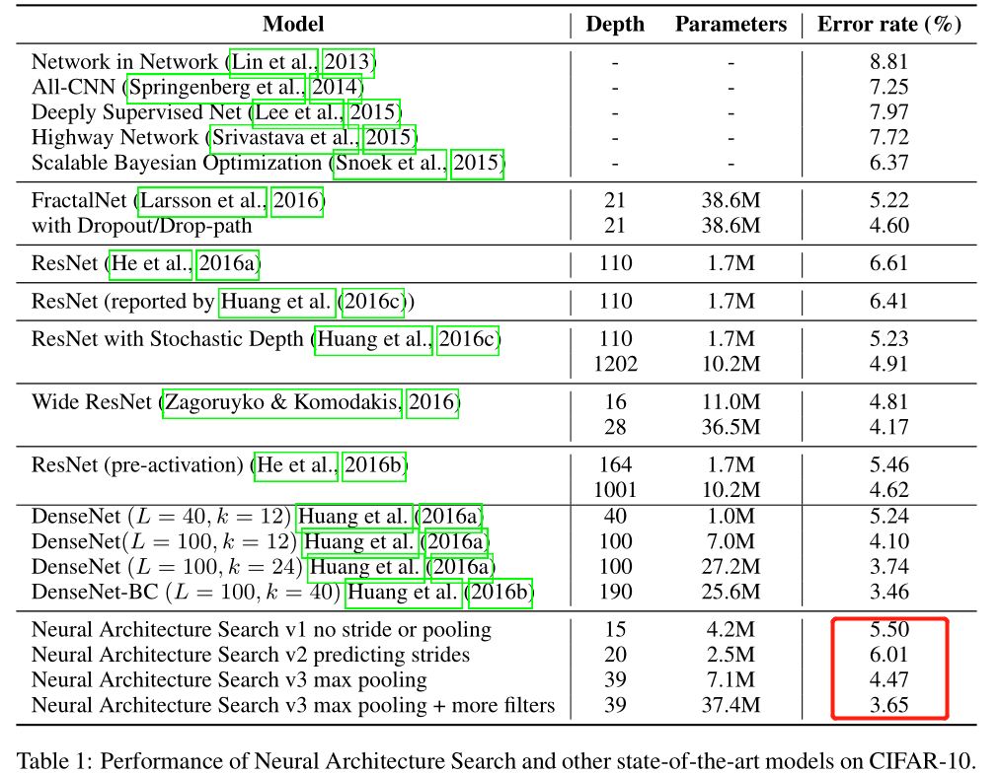 Model Depth Parameters Error rate (%)
Network in Network (Lin et al., 2013) - - 8.81
All-CNN (Springenberg et al., 2014) - - 7.25
Deeply Supervised Net (Lee et al., 2015) - - 7.97
Highway Network (Srivastava et al., 2015) - - 7.72
Scalable Bayesian Optimization (Snoek et al., 2015) - - 6.37
FractalNet (Larsson et al., 2016) 21 38.6M 5.22
with Dropout/Drop-path 21 38.6M 4.60
ResNet (He et al., 2016a) 110 1.7M 6.61
ResNet (reported by Huang et al. (2016c)) 110 1.7M 6.41
ResNet with Stochastic Depth (Huang et al., 2016c) 110 1.7M 5.23
1202 10.2M 4.91
Wide ResNet (Zagoruyko & Komodakis, 2016) 16 11.0M 4.81
28 36.5M 4.17
ResNet (pre-activation) (He et al., 2016b) 164 1.7M 5.46
1001 10.2M 4.62
DenseNet (L = 40, k = 12) Huang et al. (2016a) 40 1.0M 5.24
DenseNet(L = 100, k = 12) Huang et al. (2016a) 100 7.0M 4.10
DenseNet (L = 100, k = 24) Huang et al. (2016a) 100 27.2M 3.74
DenseNet-BC (L = 100, k = 40) Huang et al. (2016b) 190 25.6M 3.46
Neural Architecture Search v1 no stride or pooling 15 4.2M 5.50
Neural Architecture Search v2 predicting strides 20 2.5M 6.01
Neural Architecture Search v3 max pooling 39 7.1M 4.47
Neural Architecture Search v3 max pooling + more filters 39 37.4M 3.65
Table 1: Performance of Neural Architecture Search and other state-of-the-art models on CIFAR-10.